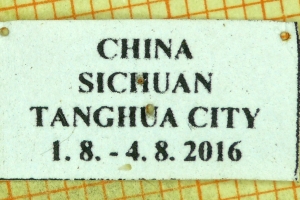 CHINA
SICHUAN
TANGHUA CITY
1. 8. - 4. 8. 2016